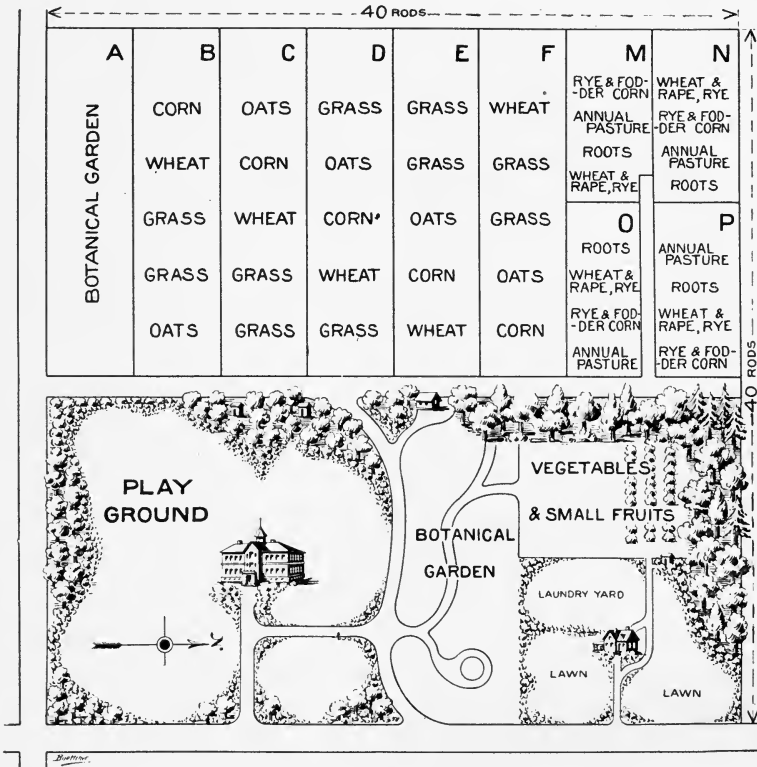 40 RODS
A
BOTANICAL GARDEN
B
CORN
WHEAT
GRASS
GRASS
OATS
C
OATS
CORN
WHEAT
GRASS
GRASS
D
GRASS
OATS
CORN
WHEAT
GRASS
E
GRASS
GRASS
OATS
CORN
WHEAT
F
WHEAT
GRASS
GRASS
OATS
CORN
M
RYE & FOD-
-DER CORN
ANNUAL
PASTURE
ROOTS
WHEAT &
RAPE, RYE
N
WHEAT &
RAPE, RYE
RYE & FOD-
-DER CORN
ANNUAL
PASTURE
ROOTS
O
ROOTS
WHEAT &
RAPE, RYE
RYE & FOD-
-DER CORN
ANNUAL
PASTURE
P
ANNUAL
PASTURE
ROOTS
WHEAT &
RAPE, RYE
RYE & FOD-
-DER CORN
40 RODS
PLAY
GROUND
BOTANICAL
GARDEN
VEGETABLES
& SMALL FRUITS
LAUNDRY YARD
LAWN
LAWN